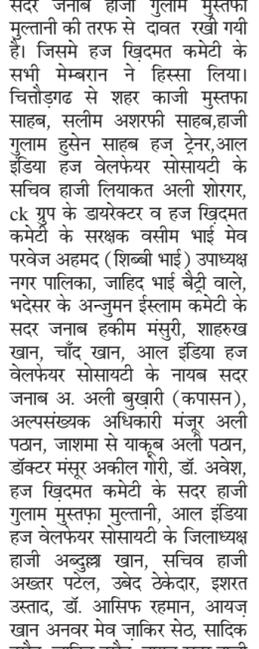 सदर जनाब हाजी गुलाम मुस्तफा
मुल्तानी की तरफ से दावत रखी गयी
है। जिसमे हज खि़दमत कमेटी के
सभी मेम्बरान ने हिस्सा लिया।
चित्तौड़गढ से शहर काजी मुस्तफा
साहब, सलीम अशरफी साहब,हाजी
गुलाम हुसेन साहब हज ट्रेनर,आल
इंडिया हज वेलफेयर सोसायटी के
सचिव हाजी लियाकत अली शोरगर,
ck ग्रुप के डायरेक्टर व हज खि़दमत
कमेटी के सरक्षक वसीम भाई मेव
परवेज अहमद (शिब्बी भाई) उपाध्यक्ष
नगर पालिका, जाहिद भाई बैट्री वाले,
भदेसर के अन्जुमन ईस्लाम कमेटी के
सदर जनाब हकीम मंसुरी, शाहरुख
खान, चाँद खान, आल इंडिया हज
वेलफेयर सोसायटी के नायब सदर
जनाब अ. अली बुख़ारी (कपासन),
अल्पसंख्यक अधिकारी मंजूर अली
पठान, जाशमा से याकूब अली पठान,
डॉक्टर मंसूर अकील गोरी, डॉ. अवेश,
हज खि़दमत कमेटी के सदर हाजी
गुलाम मुस्तफ़ा मुल्तानी, आल इंडिया
हज वेलफेयर सोसायटी के जिलाध्यक्ष
हाजी अब्दुल्ला खान, सचिव हाजी
अख्तर पटेल, उबेद ठेकेदार, इशरत
उस्ताद, डॉ. आसिफ रहमान, आयज़
खान अनवर मेव ज़ाकिर सेठ, सादिक